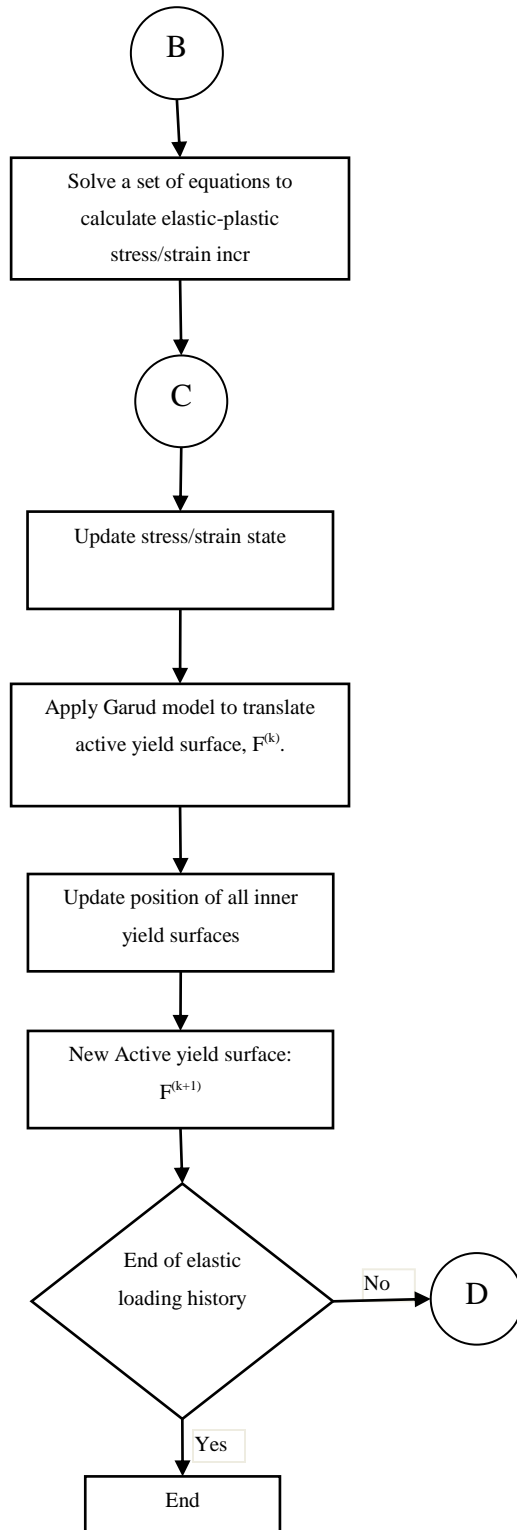 B
Solve a set of equations to
calculate elastic-plastic
stress/strain incr
C
Update stress/strain state
Apply Garud model to translate
active yield surface, F(k).
Update position of all inner
yield surfaces
New Active yield surface:
F(k+1)
End of elastic
loading history
No
D
Yes
End